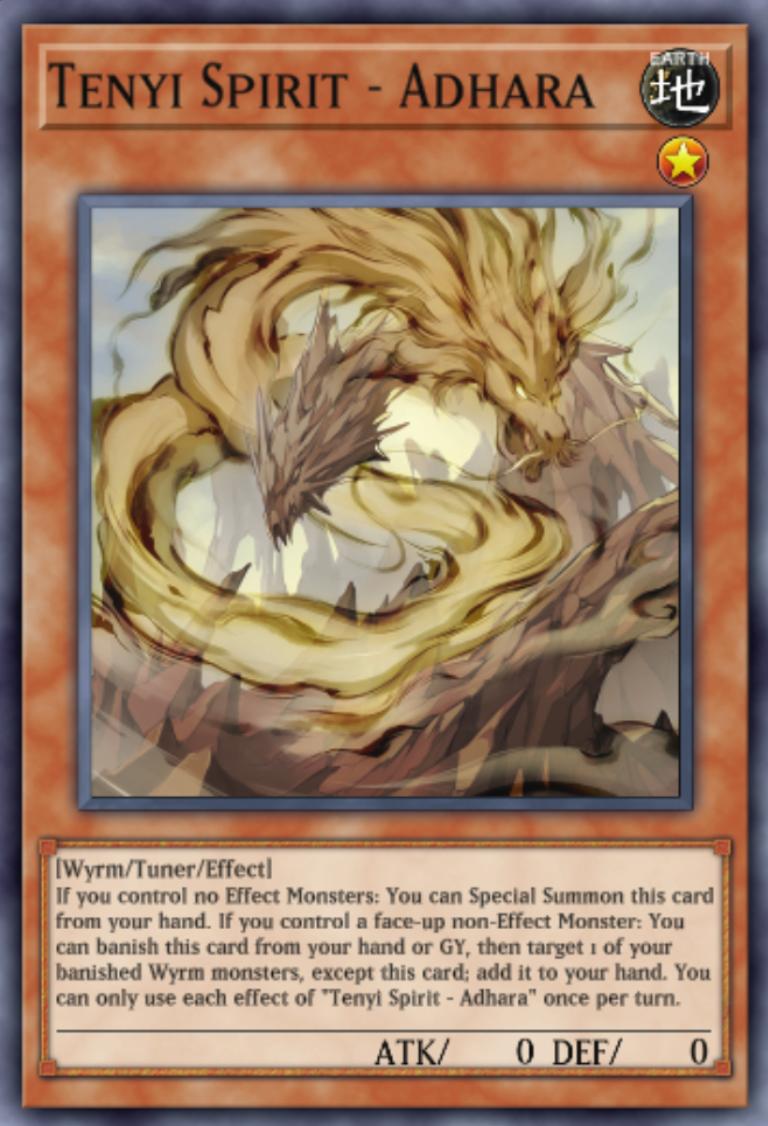 Tenyi Spirit - Adhara
EARTH
地
[Wyrm/Tuner/Effect]
If you control no Effect Monsters: You can Special Summon this card
from your hand. If you control a face-up non-Effect Monster: You
can banish this card from your hand or GY, then target 1 of your
banished Wyrm monsters, except this card; add it to your hand. You
can only use each effect of "Tenyi Spirit - Adhara" once per turn.
ATK/ 0 DEF/ 0